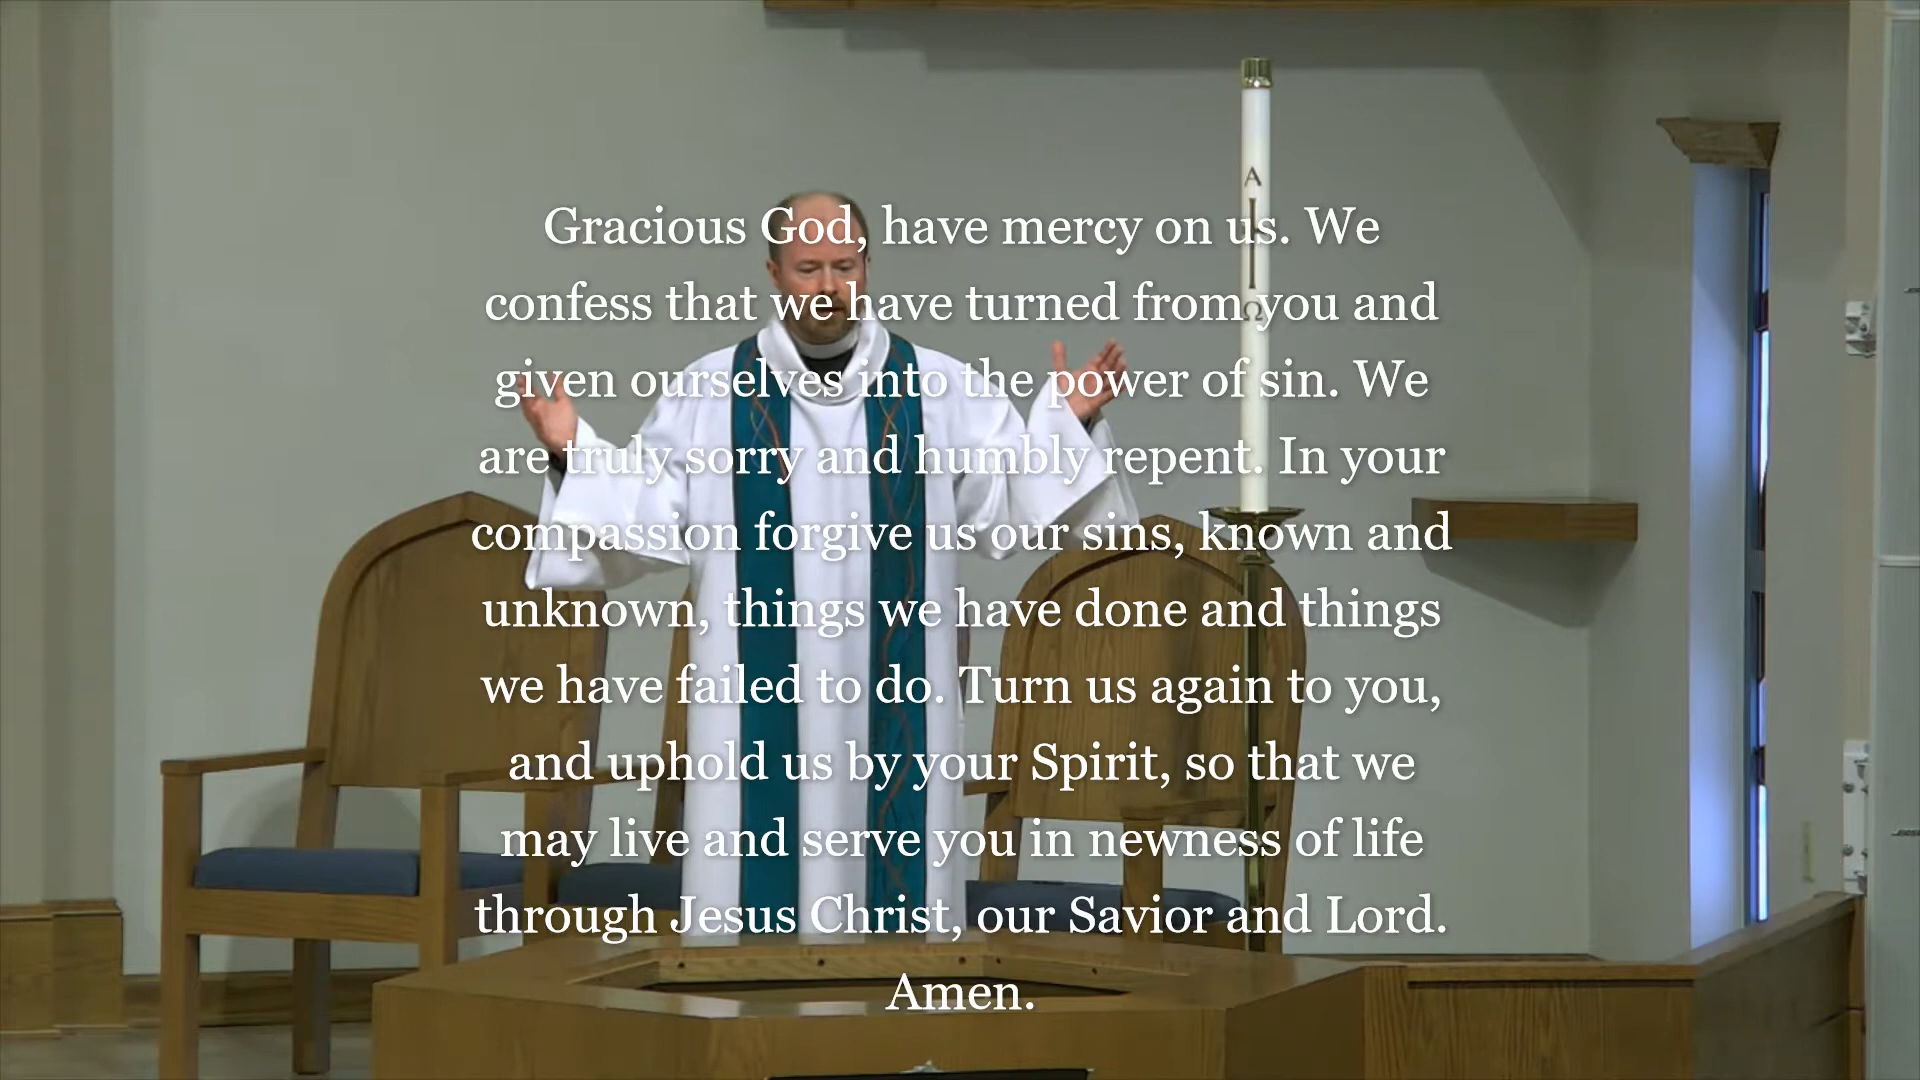 Α
Ω
Gracious God, have mercy on us. We
confess that we have turned from you and
given ourselves into the power of sin. We
are truly sorry and humbly repent. In your
compassion forgive us our sins, known and
unknown, things we have done and things
we have failed to do. Turn us again to you,
and uphold us by your Spirit, so that we
may live and serve you in newness of life
through Jesus Christ, our Savior and Lord.
Amen.